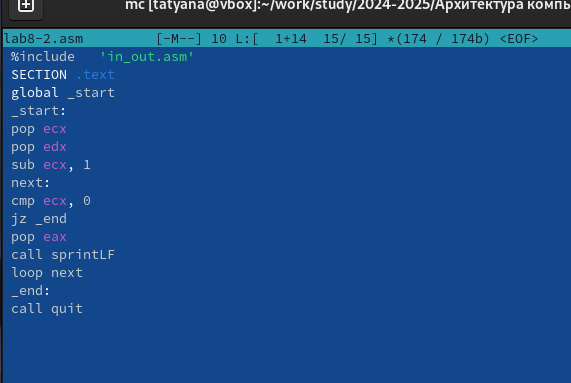 mc [tatyana@vbox]:~/work/study/2024-2025/Архитектура компь
lab8-2.asm [-M--] 10 L:[ 1+14 15/ 15] *(174 / 174b) <EOF>
%include 'in_out.asm'
SECTION .text
global _start
_start:
pop ecx
pop edx
sub ecx, 1
next:
cmp ecx, 0
jz _end
pop eax
call sprintLF
loop next
_end:
call quit